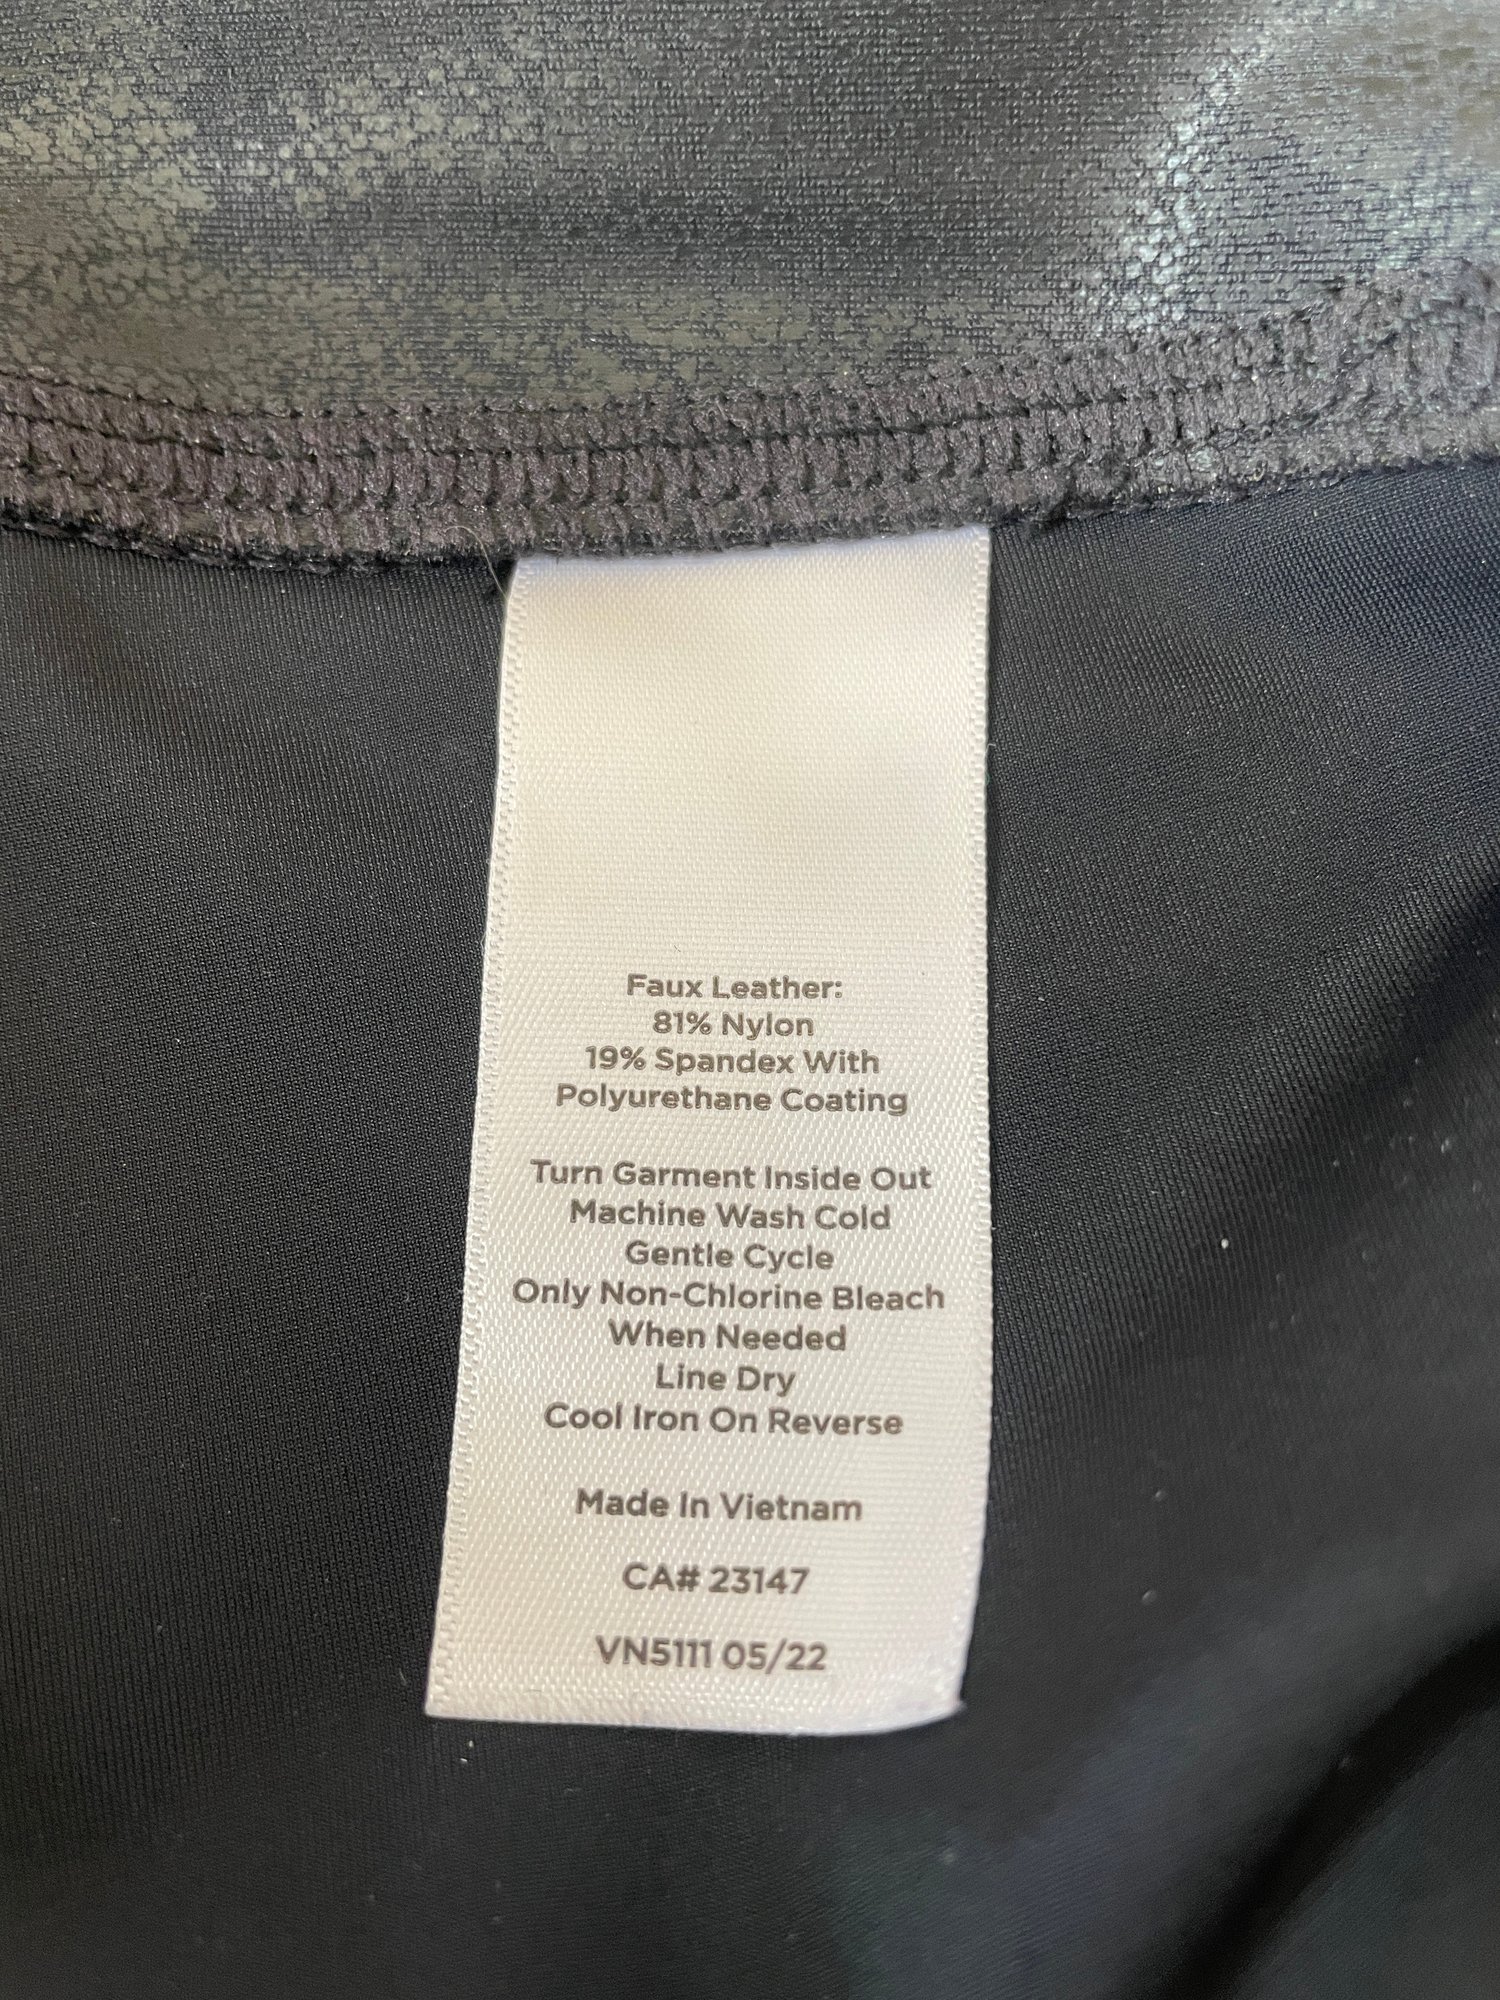 Faux Leather:
81% Nylon
19% Spandex With
Polyurethane Coating
Turn Garment Inside Out
Machine Wash Cold
Gentle Cycle
Only Non-Chlorine Bleach
When Needed
Line Dry
Cool Iron On Reverse
Made In Vietnam
CA# 23147
VN5111 05/22